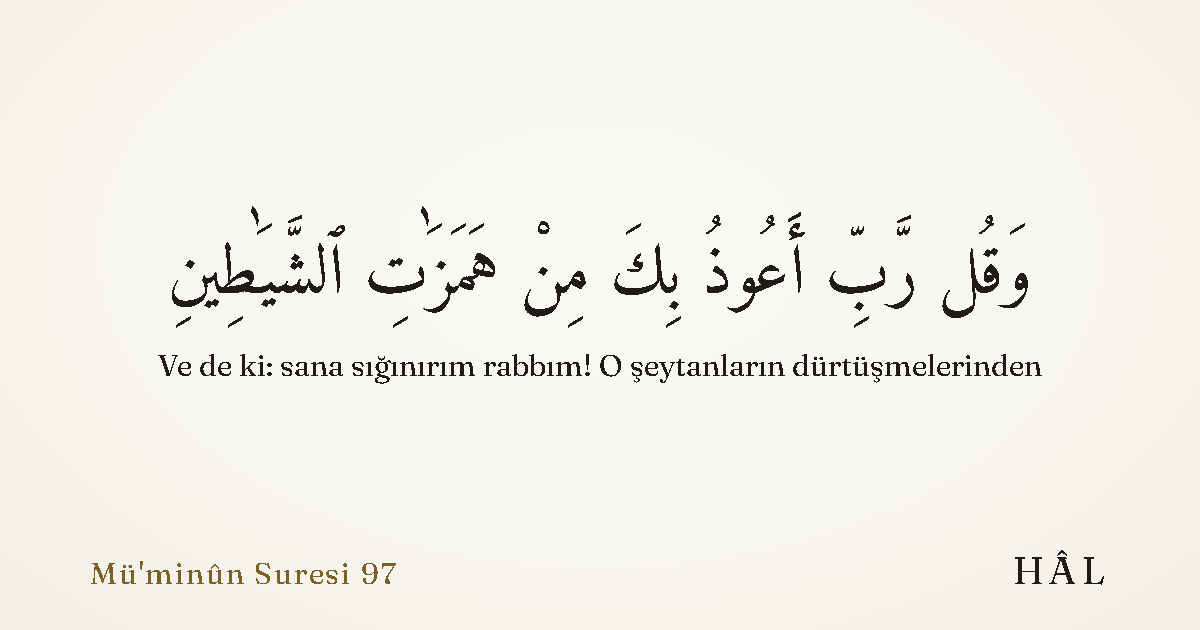 وَقُل رَّبِّ أَعُوذُ بِكَ مِنْ هَمَزَٰتِ ٱلشَّيَٰطِينِ
Ve de ki: sana sığınırım rabbım! O şeytanların dürtüşmelerinden
Mü'minûn Suresi 97
HÂL